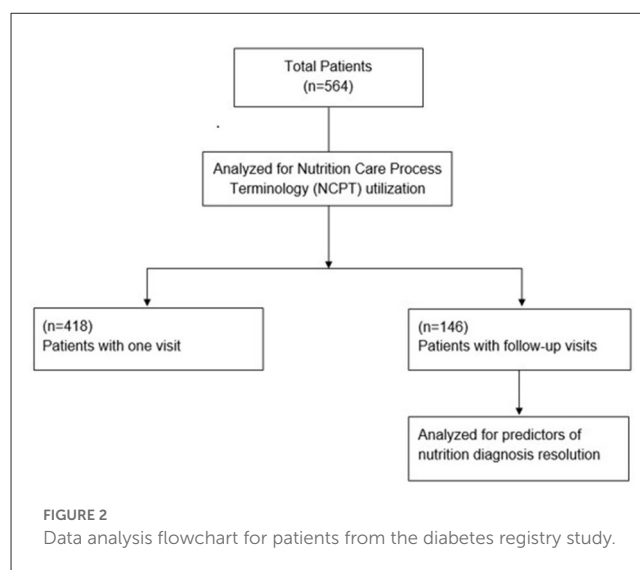 Total Patients
(n=564)
Analyzed for Nutrition Care Process
Terminology (NCPT) utilization
(n=418)
Patients with one visit
(n=146)
Patients with follow-up visits
Analyzed for predictors of
nutrition diagnosis resolution
FIGURE 2
Data analysis flowchart for patients from the diabetes registry study.